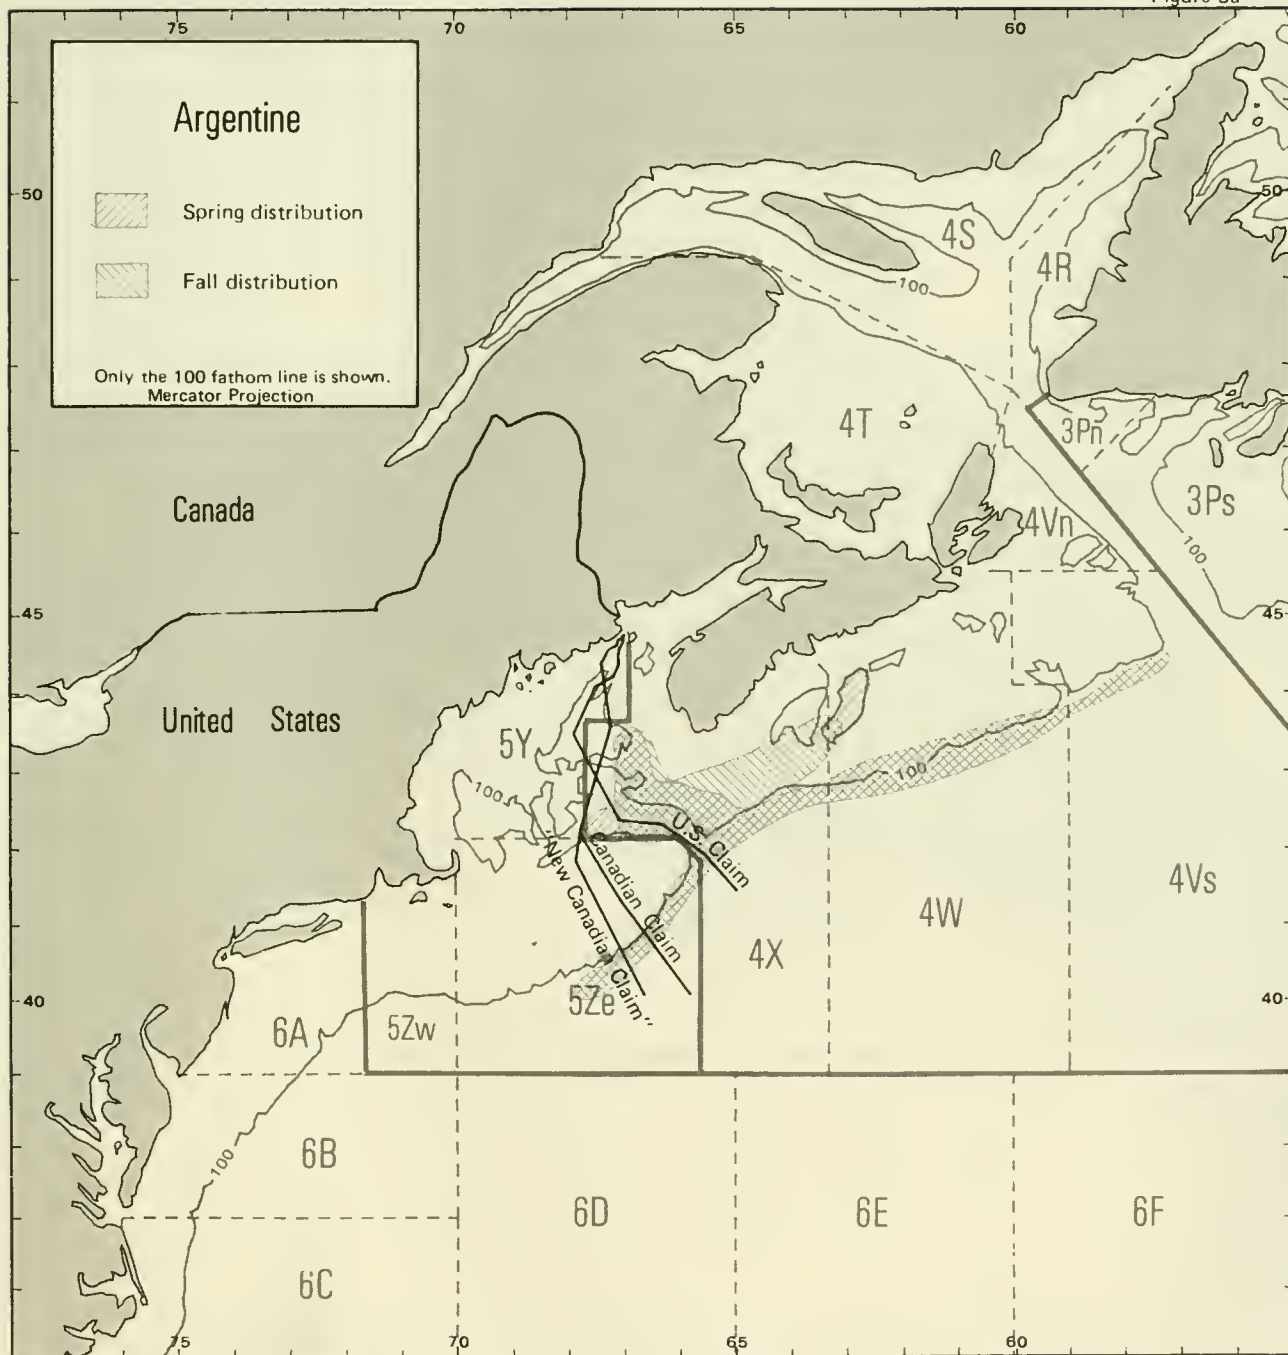 75
70
65
60
Argentine
Spring distribution
Fall distribution
Only the 100 fathom line is shown.
Mercator Projection
50
50
4S
4R
100
4T
3Pn
3Ps
Canada
4Vn
100
45
45
United States
5Y
100
100
U.S. Claim
Canadian Claim
"New Canadian Claim"
4Vs
4W
4X
40
5Ze
40
6A
5Zw
6B
100
6D
6E
6F
6C
75
70
65
60